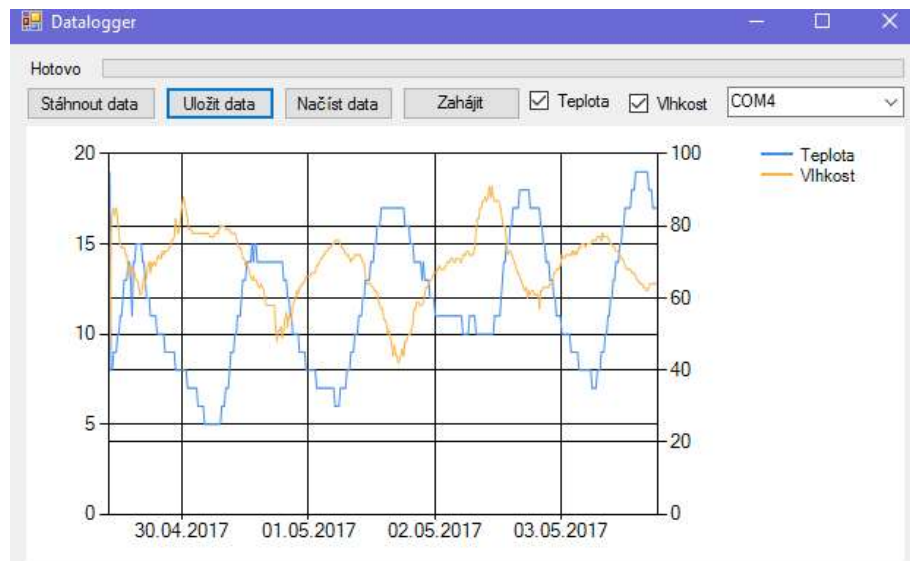 Datalogger
Hotovo
Stáhnout data Uložit data Načíst data Zahájit Teplota Vlhkost COM4
20 100
Teplota
Vlhkost
80
15
60
10
40
5
20
0 0
30.04.2017 01.05.2017 02.05.2017 03.05.2017